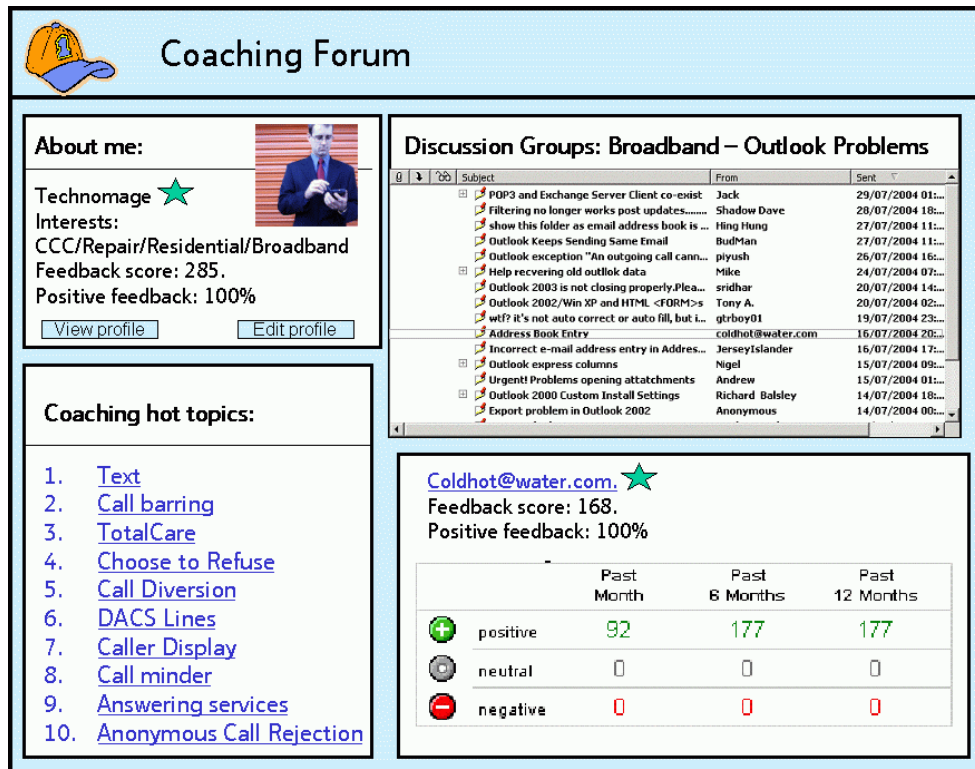 Coaching Forum
About me:
Technomage
Interests:
CCC/Repair/Residential/Broadband
Feedback score: 285.
Positive feedback: 100%
View profile
Edit profile
Discussion Groups: Broadband – Outlook Problems
Subject From Sent
POP3 and Exchange Server Client co-exist Jack 29/07/2004 01:...
Filtering no longer works post updates........ Shadow Dave 28/07/2004 18:...
show this folder as email address book is ... Hing Hung 27/07/2004 11:...
Outlook Keeps Sending Same Email BudMan 27/07/2004 11:...
Outlook exception "An outgoing call cann... piyush 26/07/2004 16:...
Help recvering old outllok data Mike 24/07/2004 07:...
Outlook 2003 is not closing properly.Plea... sridhar 20/07/2004 14:...
Outlook 2002/Win XP and HTML <FORM>s Tony A. 20/07/2004 02:...
wtf? it's not auto correct or auto fill, but i... gtrboy01 19/07/2004 23:...
Address Book Entry coldhot@water.com 16/07/2004 20:...
Incorrect e-mail address entry in Addres... JerseyIslander 16/07/2004 17:...
Outlook express columns Nigel 15/07/2004 09:...
Urgent! Problems opening attatchments Andrew 15/07/2004 01:...
Outlook 2000 Custom Install Settings Richard Balsley 14/07/2004 18:...
Export problem in Outlook 2002 Anonymous 14/07/2004 00:...
Coaching hot topics:
1. Text
2. Call barring
3. TotalCare
4. Choose to Refuse
5. Call Diversion
6. DACS Lines
7. Caller Display
8. Call minder
9. Answering services
10. Anonymous Call Rejection
Coldhot@water.com.
Feedback score: 168.
Positive feedback: 100%
Past Month Past 6 Months Past 12 Months
positive 92 177 177
neutral 0 0 0
negative 0 0 0